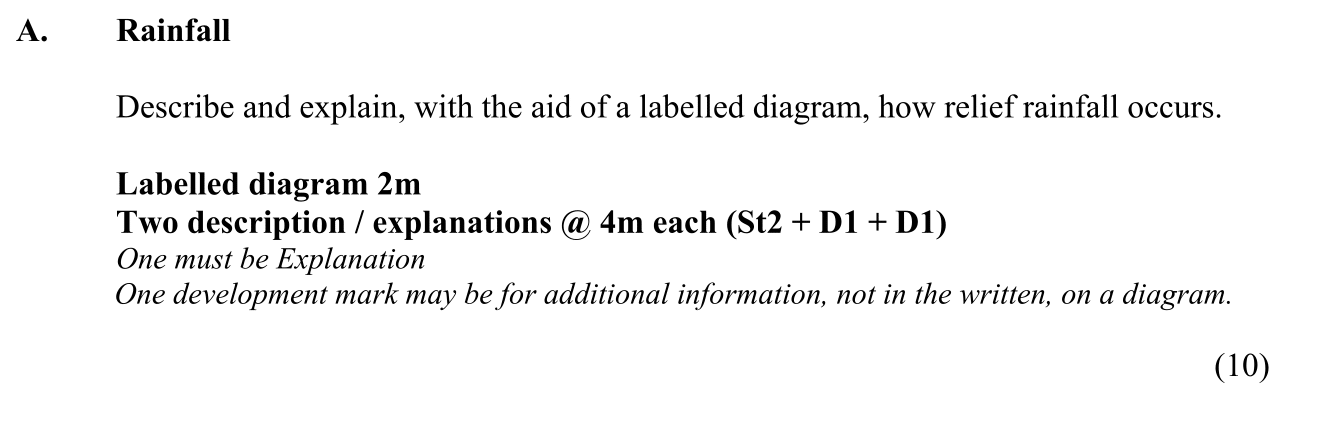 A. Rainfall
Describe and explain, with the aid of a labelled diagram, how relief rainfall occurs.
Labelled diagram 2m
Two description / explanations @ 4m each (St2 + D1 + D1)
One must be Explanation
One development mark may be for additional information, not in the written, on a diagram.
(10)